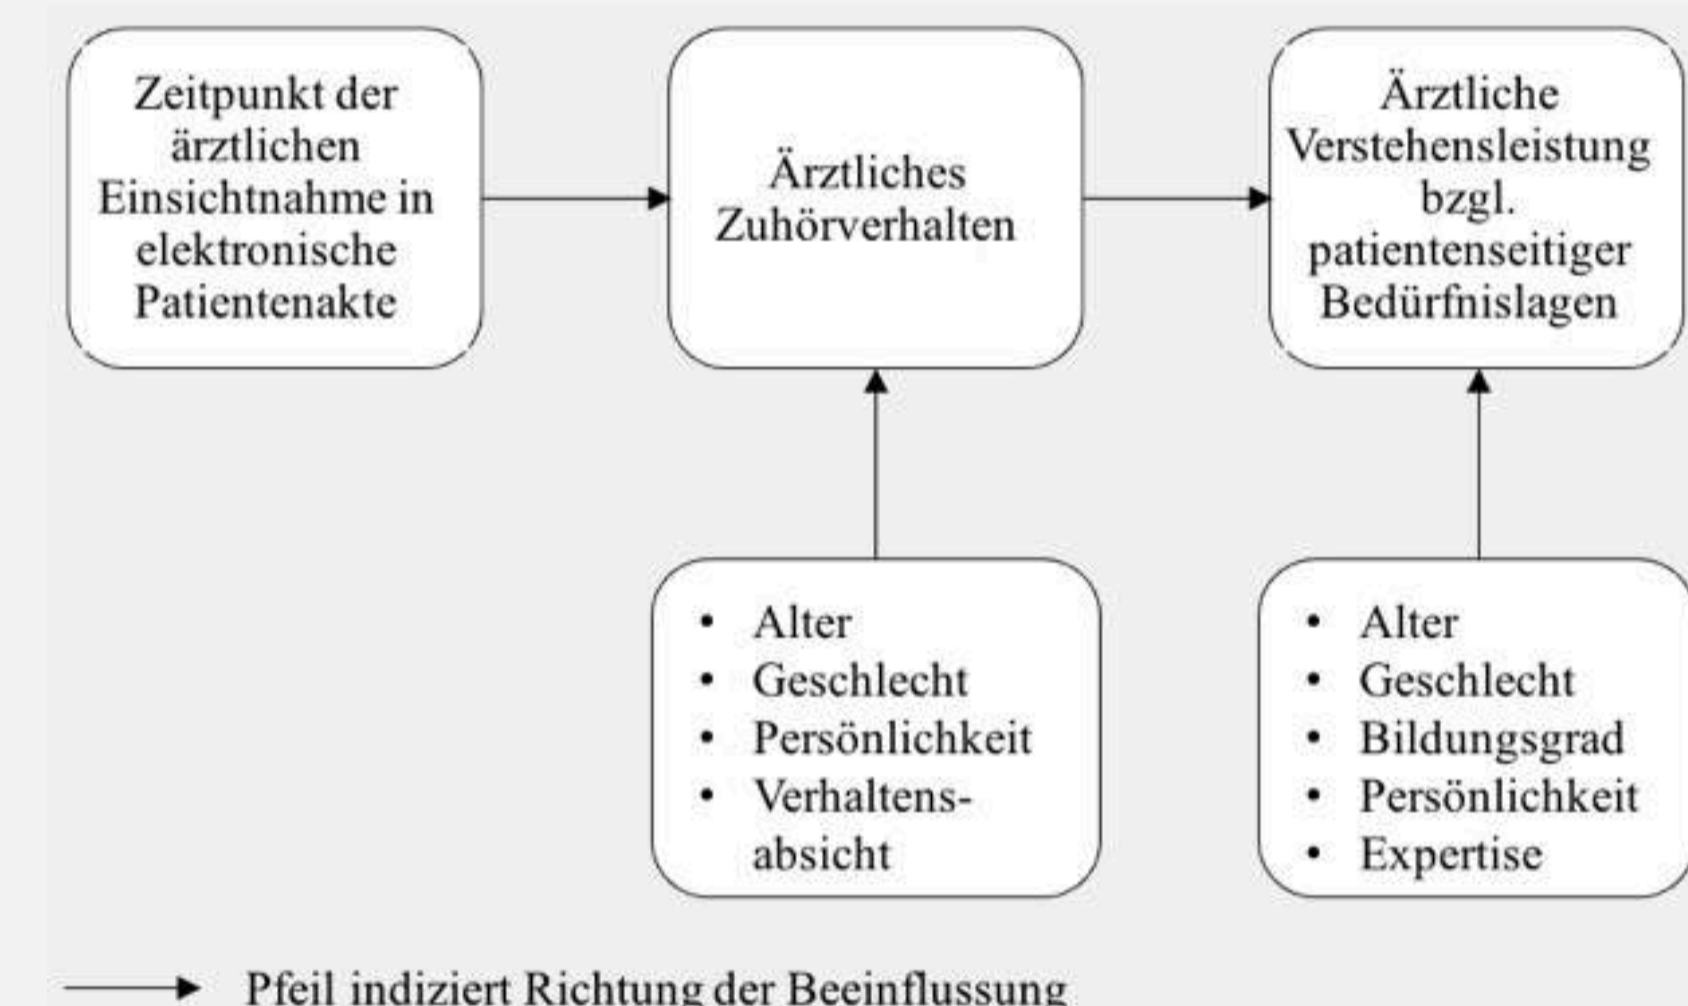 Zeitpunkt der
ärztlichen
Einsichtnahme in
elektronische
Patientenakte
Ärztliches
Zuhörverhalten
Ärztliche
Verstehensleistung
bzgl.
patientenseitiger
Bedürfnislagen
• Alter
• Geschlecht
• Persönlichkeit
• Verhaltens-
absicht
• Alter
• Geschlecht
• Bildungsgrad
• Persönlichkeit
• Expertise
Pfeil indiziert Richtung der Beeinflussung